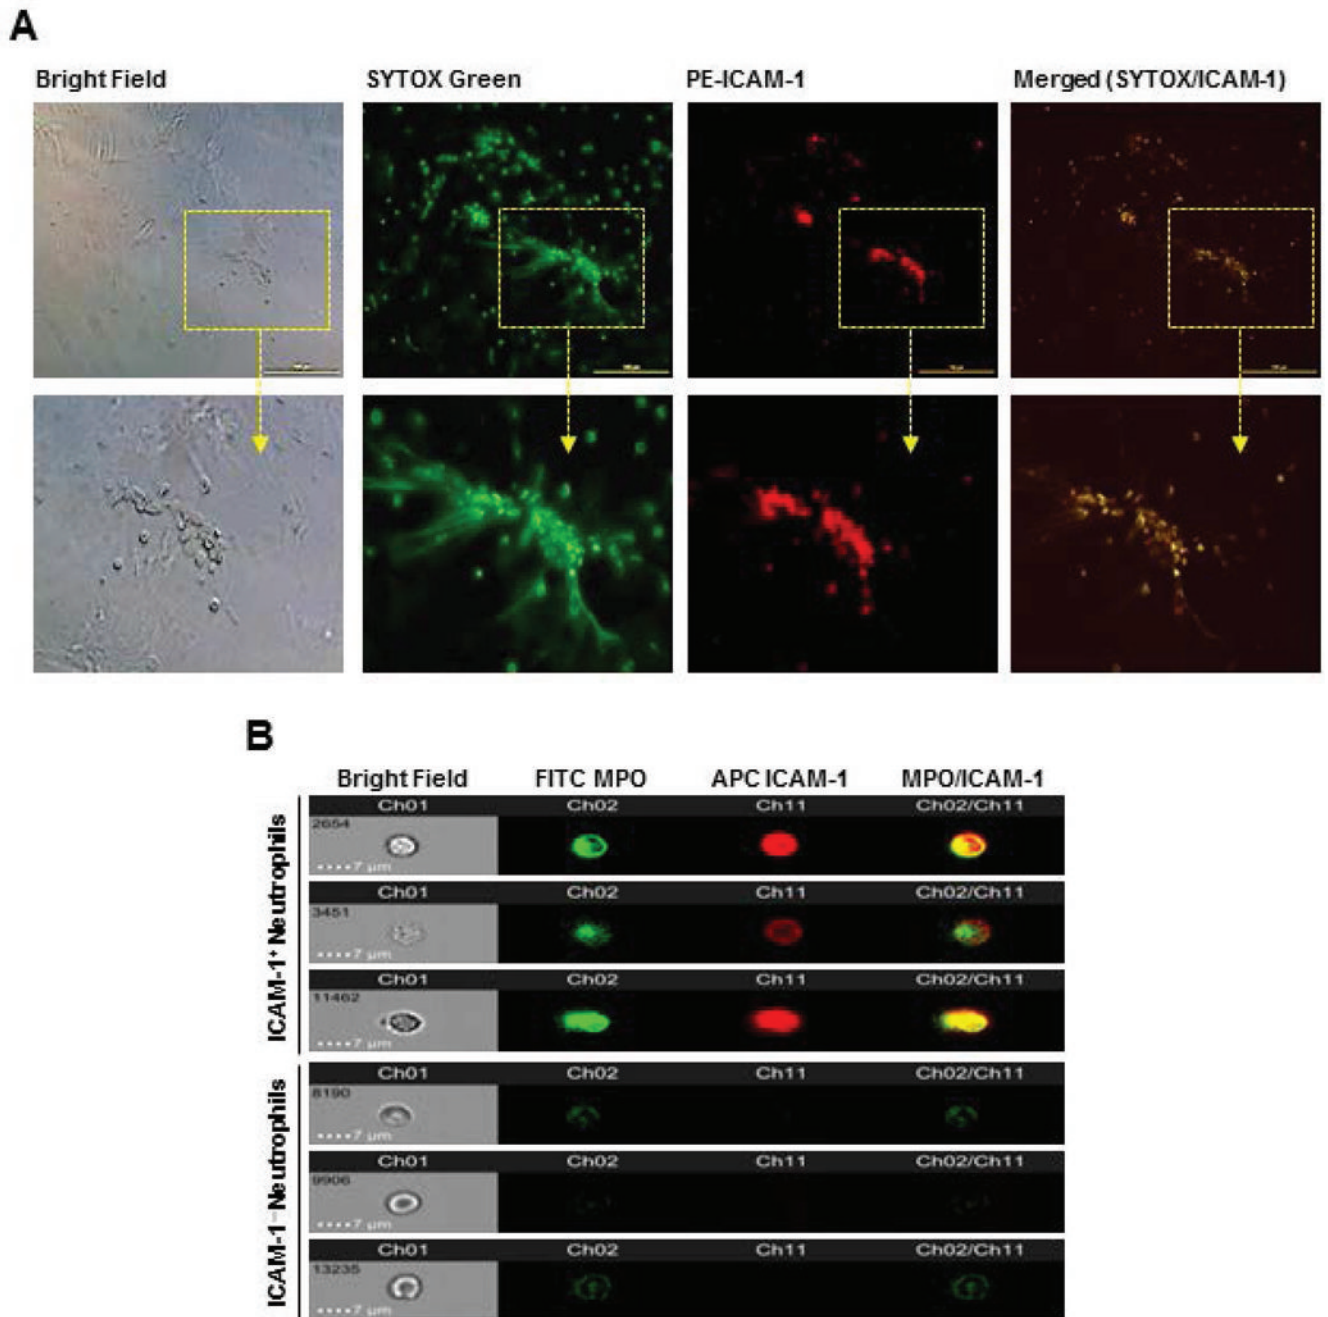 A
Bright Field SYTOX Green PE-ICAM-1 Merged (SYTOX/ICAM-1)
B
Bright Field FITC MPO APC ICAM-1 MPO/ICAM-1
ICAM-1⁺ Neutrophils
Ch01 Ch02 Ch11 Ch02/Ch11
2654
7 µm
Ch01 Ch02 Ch11 Ch02/Ch11
3451
7 µm
Ch01 Ch02 Ch11 Ch02/Ch11
11462
7 µm
ICAM-1⁻ Neutrophils
Ch01 Ch02 Ch11 Ch02/Ch11
8190
7 µm
Ch01 Ch02 Ch11 Ch02/Ch11
9906
7 µm
Ch01 Ch02 Ch11 Ch02/Ch11
13235
7 µm